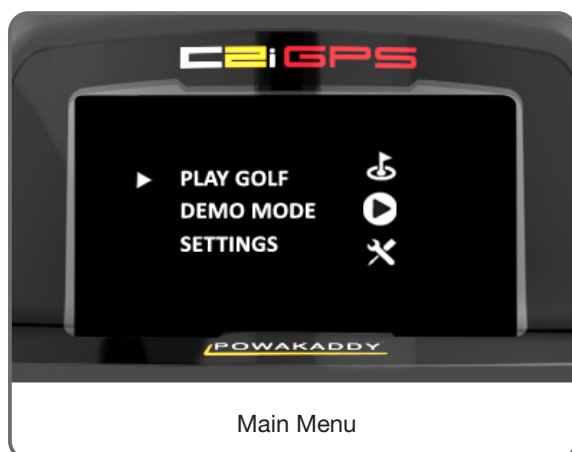 C2i GPS
PLAY GOLF
DEMO MODE
SETTINGS
POWAKADDY
Main Menu